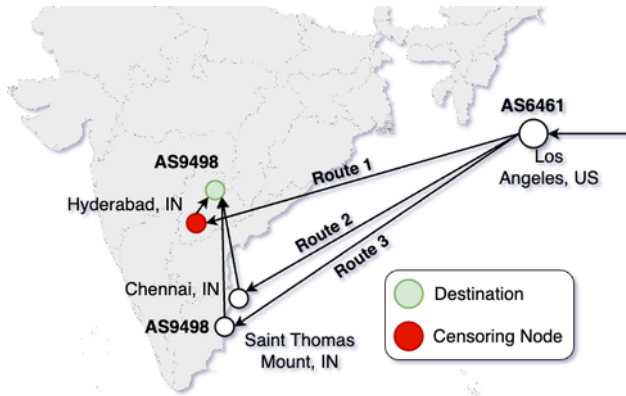 AS6461
Los
Angeles, US
AS9498
Route 1
Hyderabad, IN
Route 2
Route 3
Chennai, IN
AS9498
Saint Thomas
Mount, IN
Destination
Censoring Node